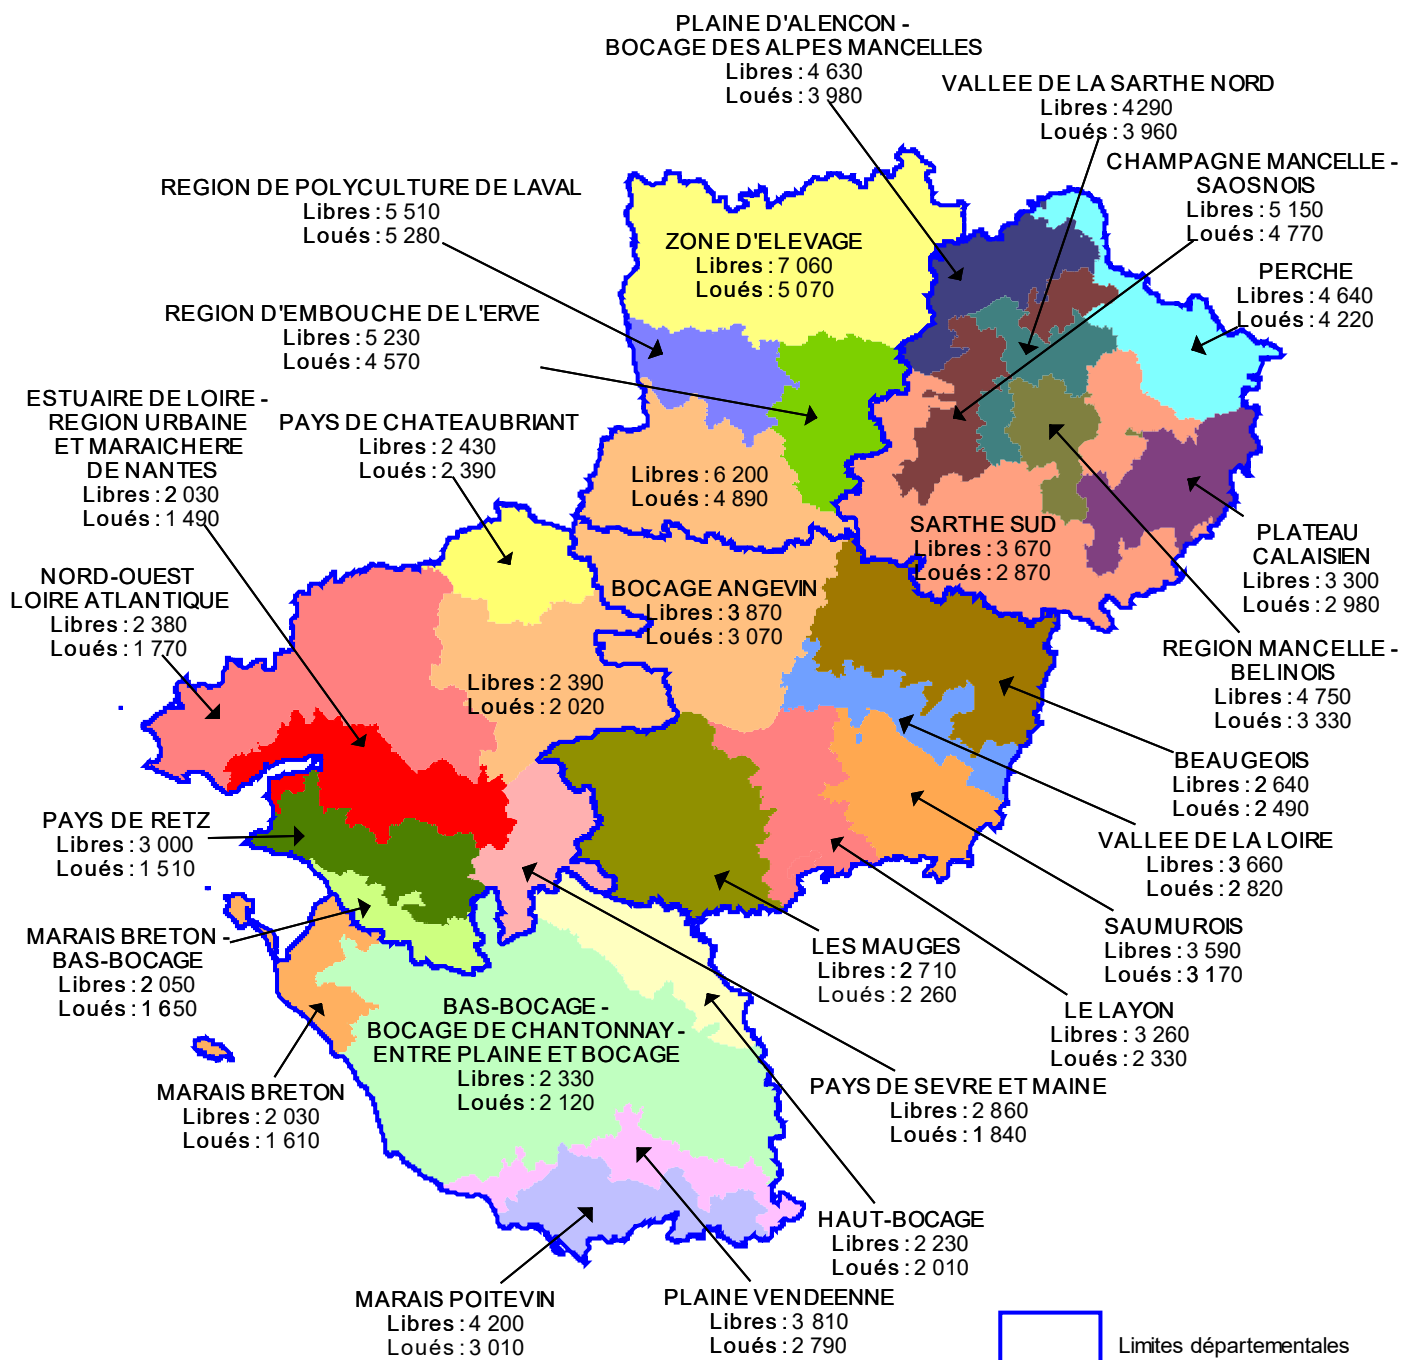 PLAINE D'ALENCON -
BOCAGE DES ALPES MANCELLES
Libres : 4 630
Loués : 3 980
VALLEE DE LA SARTHE NORD
Libres : 4290
Loués : 3 960
CHAMPAGNE MANCELLE -
SAOSNOIS
Libres : 5 150
Loués : 4 770
REGION DE POLYCULTURE DE LAVAL
Libres : 5 510
Loués : 5 280
ZONE D'ELEVAGE
Libres : 7 060
Loués : 5 070
PERCHE
Libres : 4 640
Loués : 4 220
REGION D'EMBOUCHE DE L'ERVE
Libres : 5 230
Loués : 4 570
ESTUAIRE DE LOIRE -
REGION URBAINE
ET MARAICHERE
DE NANTES
Libres : 2 030
Loués : 1 490
PAYS DE CHATEAUBRIANT
Libres : 2 430
Loués : 2 390
Libres : 6 200
Loués : 4 890
SARTHE SUD
Libres : 3 670
Loués : 2 870
PLATEAU
CALAISIEN
Libres : 3 300
Loués : 2 980
NORD-OUEST
LOIRE ATLANTIQUE
Libres : 2 380
Loués : 1 770
BOCAGE ANGEVIN
Libres : 3 870
Loués : 3 070
REGION MANCELLE -
BELINOIS
Libres : 4 750
Loués : 3 330
Libres : 2 390
Loués : 2 020
BEAUGEOIS
Libres : 2 640
Loués : 2 490
PAYS DE RETZ
Libres : 3 000
Loués : 1 510
VALLEE DE LA LOIRE
Libres : 3 660
Loués : 2 820
SAUMUROIS
Libres : 3 590
Loués : 3 170
MARAIS BRETON -
BAS-BOCAGE
Libres : 2 050
Loués : 1 650
LES MAUGES
Libres : 2 710
Loués : 2 260
LE LAYON
Libres : 3 260
Loués : 2 330
BAS-BOCAGE -
BOCAGE DE CHANTONNAY -
ENTRE PLAINE ET BOCAGE
Libres : 2 330
Loués : 2 120
MARAIS BRETON
Libres : 2 030
Loués : 1 610
PAYS DE SEVRE ET MAINE
Libres : 2 860
Loués : 1 840
HAUT-BOCAGE
Libres : 2 230
Loués : 2 010
MARAIS POITEVIN
Libres : 4 200
Loués : 3 010
PLAINE VENDEENNE
Libres : 3 810
Loués : 2 790
Limites départementales